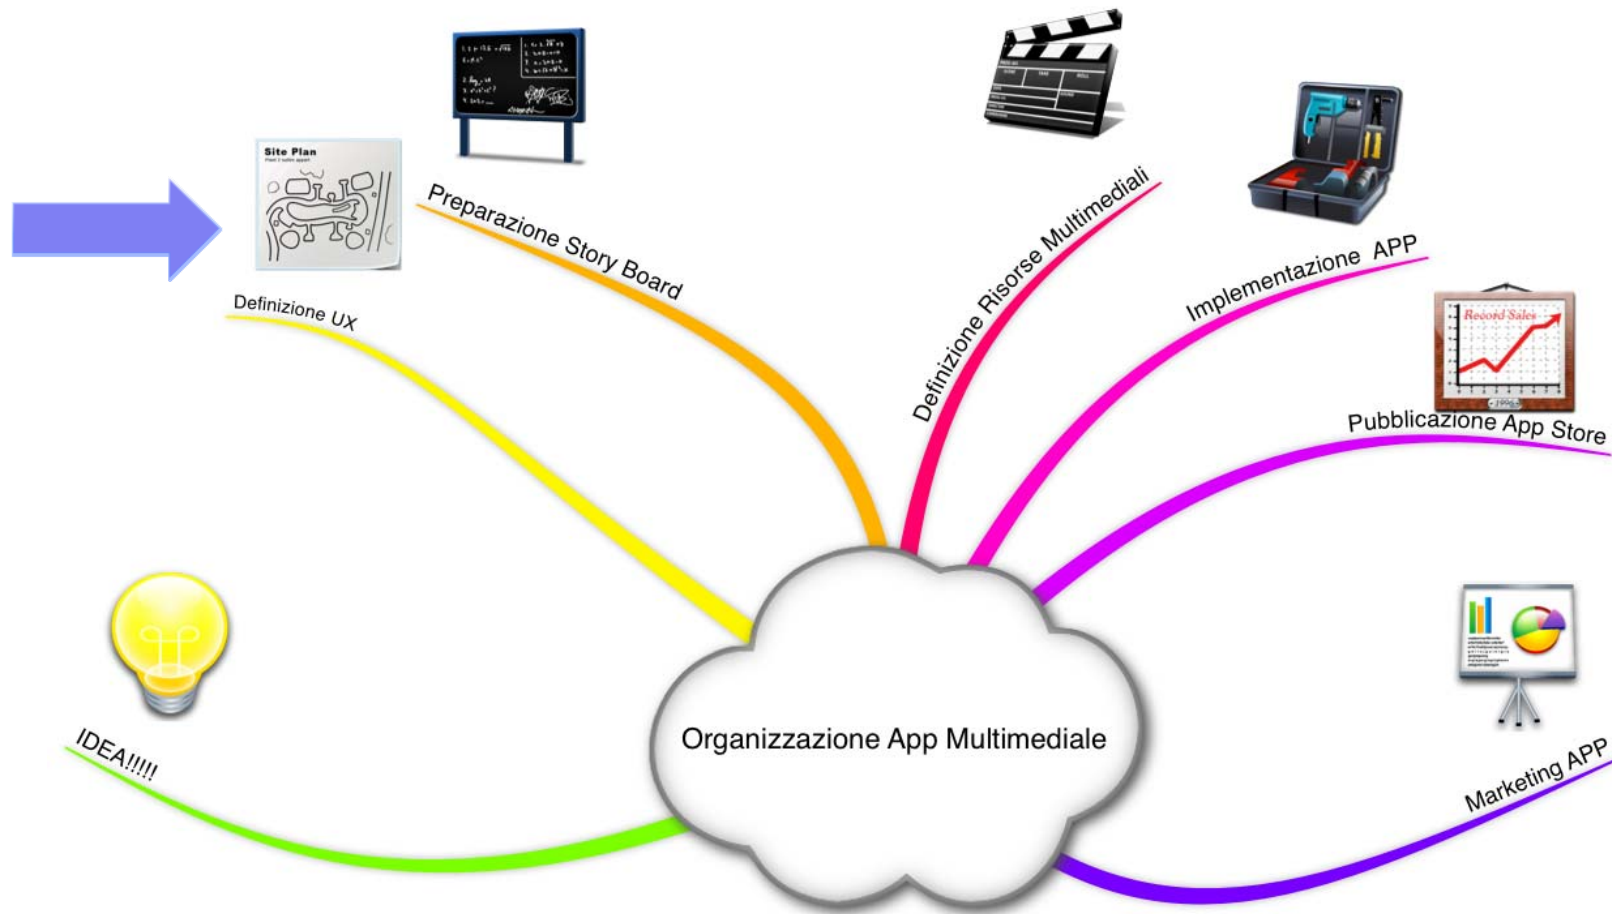 Site Plan
Preparazione Story Board
Definizione UX
IDEA!!!!!
Organizzazione App Multimediale
Definizione Risorse Multimediali
Implementazione APP
Record Sales
1996
Pubblicazione App Store
Marketing APP